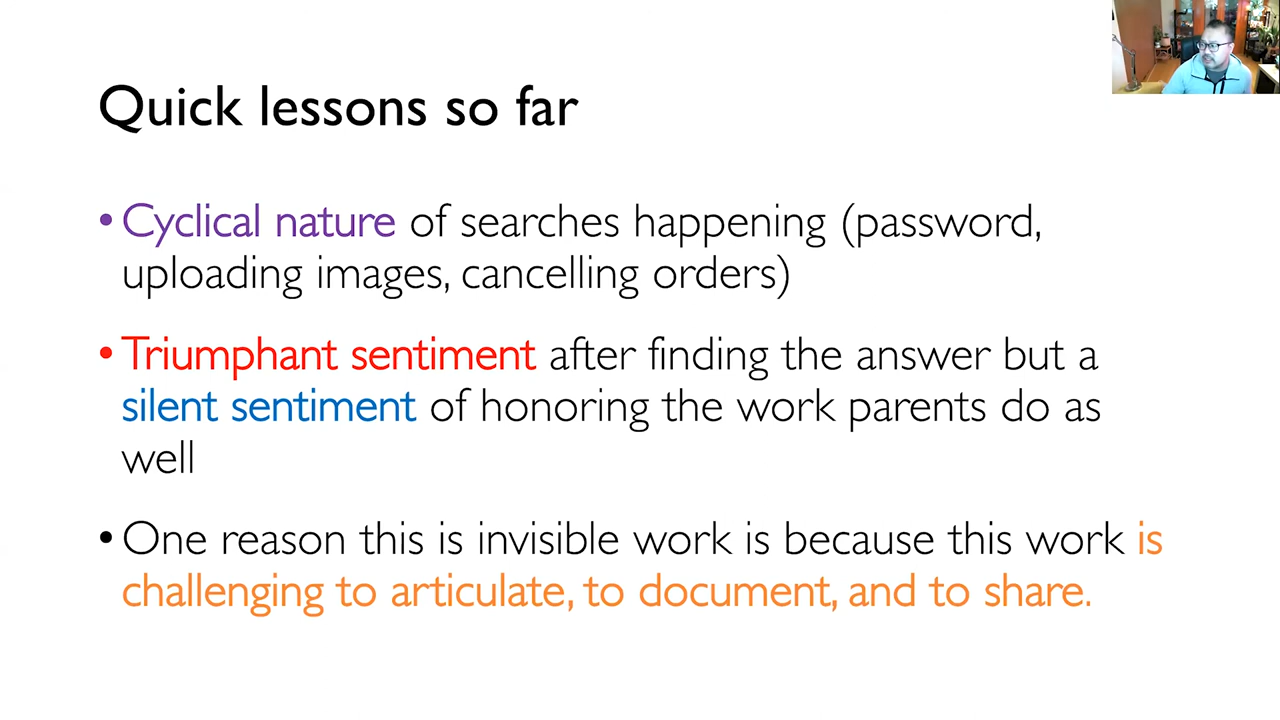 Quick lessons so far
• Cyclical nature of searches happening (password,
uploading images, cancelling orders)
• Triumphant sentiment after finding the answer but a
silent sentiment of honoring the work parents do as
well
• One reason this is invisible work is because this work is
challenging to articulate, to document, and to share.